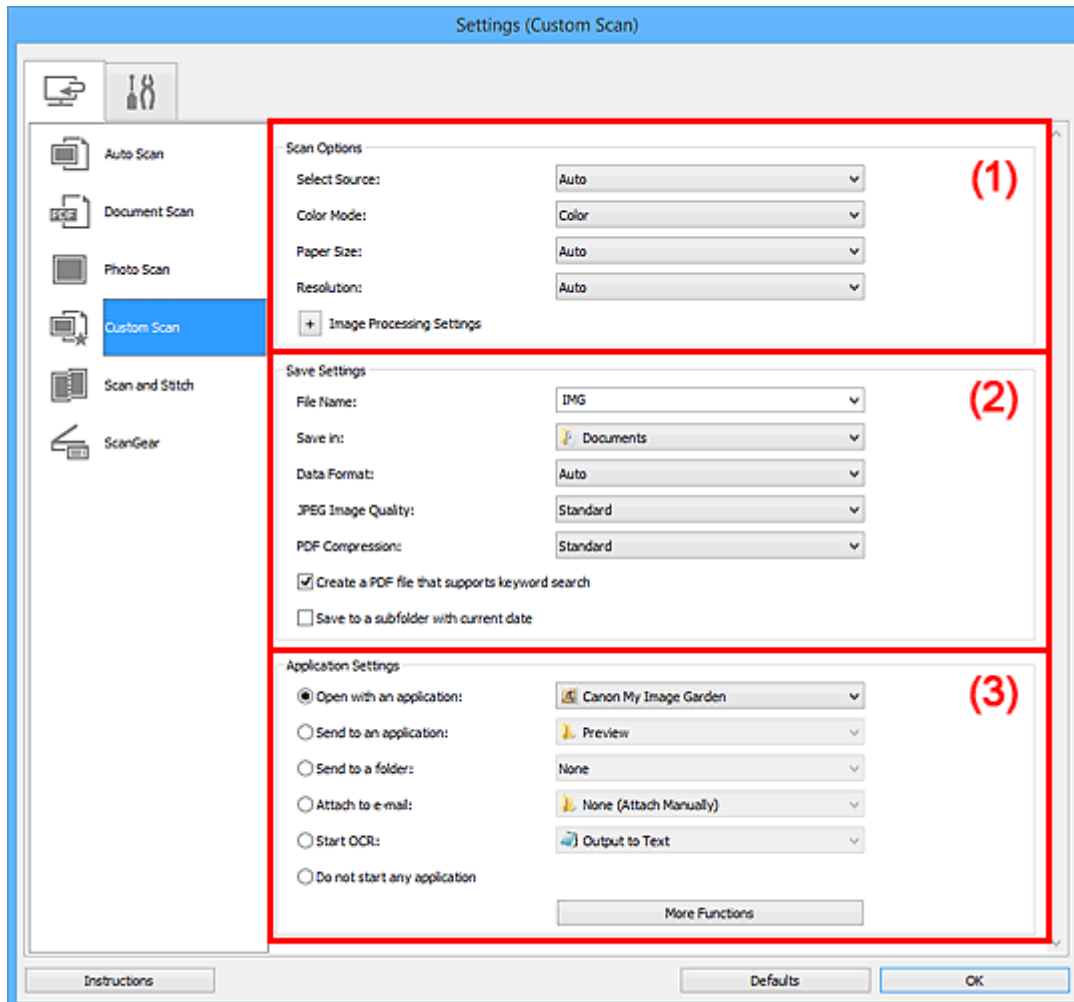 Settings (Custom Scan)
Auto Scan
Document Scan
Photo Scan
Custom Scan
Scan and Stitch
ScanGear
(1)
Scan Options
Select Source: Auto
Color Mode: Color
Paper Size: Auto
Resolution: Auto
+ Image Processing Settings
(2)
Save Settings
File Name: IMG
Save in: Documents
Data Format: Auto
JPEG Image Quality: Standard
PDF Compression: Standard
Create a PDF file that supports keyword search
Save to a subfolder with current date
(3)
Application Settings
Open with an application: Canon My Image Garden
Send to an application: Preview
Send to a folder: None
Attach to e-mail: None (Attach Manually)
Start OCR: Output to Text
Do not start any application
More Functions
Instructions Defaults OK